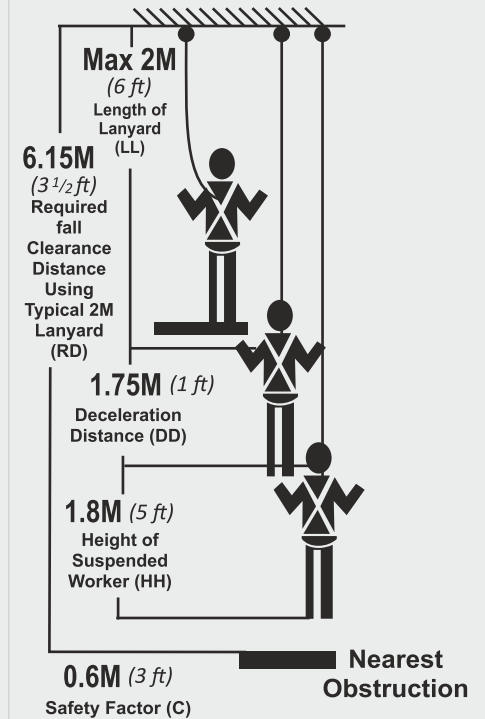 Max 2M
(6 ft)
Length of
Lanyard
(LL)
6.15M
(3 1/2 ft)
Required
fall
Clearance
Distance
Using
Typical 2M
Lanyard
(RD)
1.75M (1 ft)
Deceleration
Distance (DD)
1.8M (5 ft)
Height of
Suspended
Worker (HH)
0.6M (3 ft)
Safety Factor (C)
Nearest
Obstruction